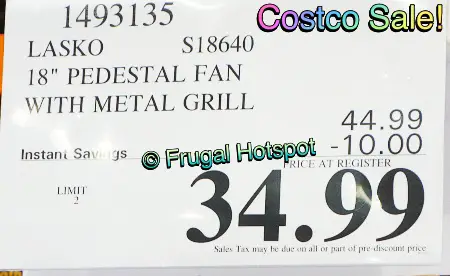 Costco Sale!
1493135
LASKO S18640
18" PEDESTAL FAN
WITH METAL GRILL
44.99
Instant Savings -10.00
© Frugal Hotspot
PRICE AT REGISTER
LIMIT
2
34.99
Sales Tax may be due on all or part of pre-discount price